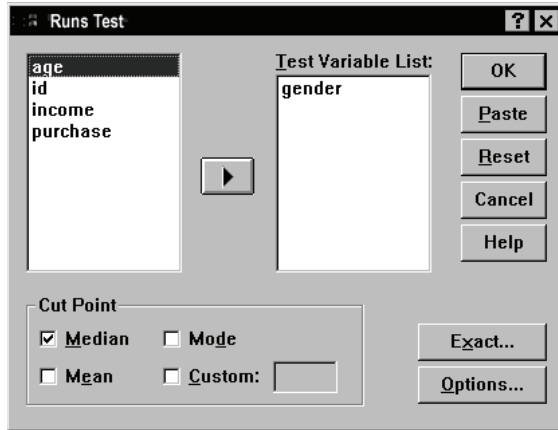 Runs Test
age
id
income
purchase
Test Variable List:
gender
OK
Paste
Reset
Cancel
Help
Cut Point
Median
Mode
Mean
Custom:
Exact...
Options...